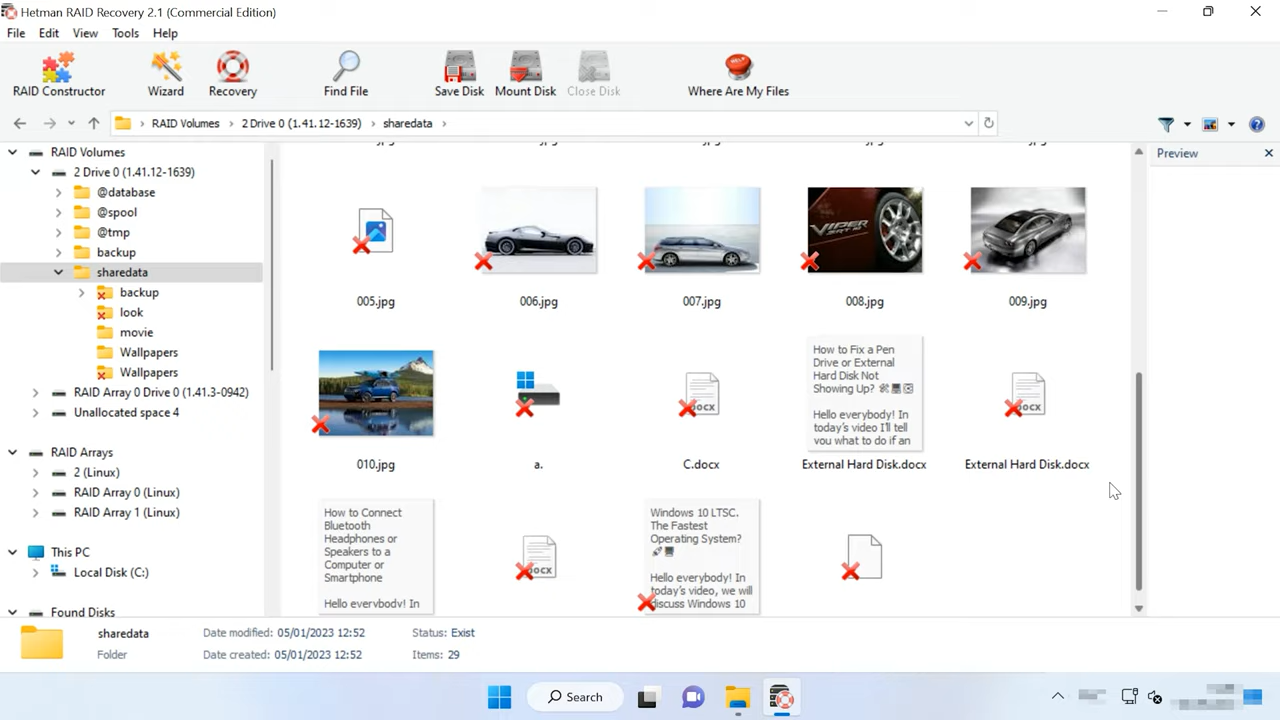 Hetman RAID Recovery 2.1 (Commercial Edition)
File Edit View Tools Help
RAID Constructor Wizard Recovery Find File Save Disk Mount Disk Close Disk Where Are My Files
RAID Volumes > 2 Drive 0 (1.41.12-1639) > sharedata >
RAID Volumes
2 Drive 0 (1.41.12-1639)
@database
@spool
@tmp
backup
sharedata
backup
look
movie
Wallpapers
Wallpapers
RAID Array 0 Drive 0 (1.41.3-0942)
Unallocated space 4
RAID Arrays
2 (Linux)
RAID Array 0 (Linux)
RAID Array 1 (Linux)
This PC
Local Disk (C:)
Found Disks
VIPER
SRT 10
005.jpg 006.jpg 007.jpg 008.jpg 009.jpg
DOCX
How to Fix a Pen
Drive or External
Hard Disk Not
Showing Up?
Hello everybody! In
today's video I'll tell
you what to do if an
DOCX
010.jpg a. C.docx External Hard Disk.docx External Hard Disk.docx
How to Connect
Bluetooth
Headphones or
Speakers to a
Computer or
Smartphone
Hello everybody! In
DOCX
Windows 10 LTSC.
The Fastest
Operating System?
Hello everybody! In
today's video, we will
discuss Windows 10
Preview
sharedata
Folder
Date modified: 05/01/2023 12:52
Date created: 05/01/2023 12:52
Status: Exist
Items: 29
Search